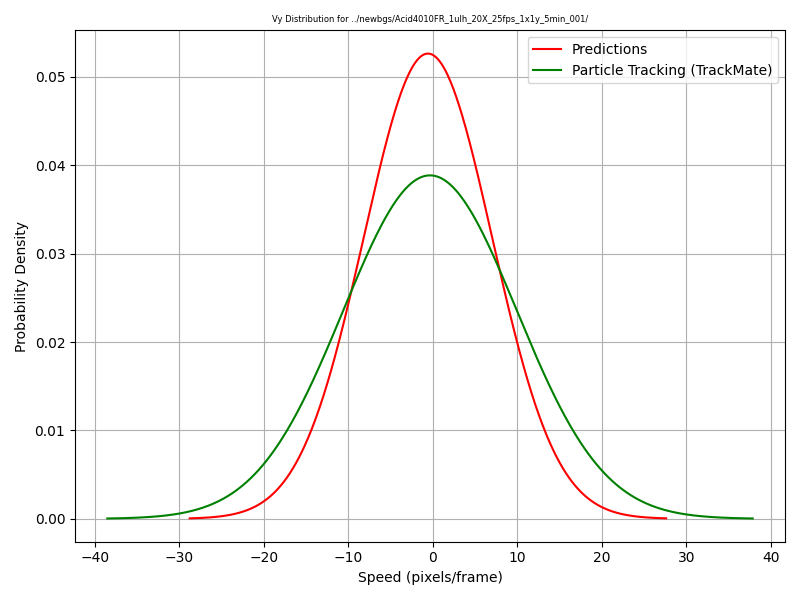 Vy Distribution for ../newbgs/Acid4010FR_1ulh_20X_25fps_1x1y_5min_001/
Predictions
Particle Tracking (TrackMate)
Probability Density
0.05
0.04
0.03
0.02
0.01
0.00
−40 −30 −20 −10 0 10 20 30 40
Speed (pixels/frame)